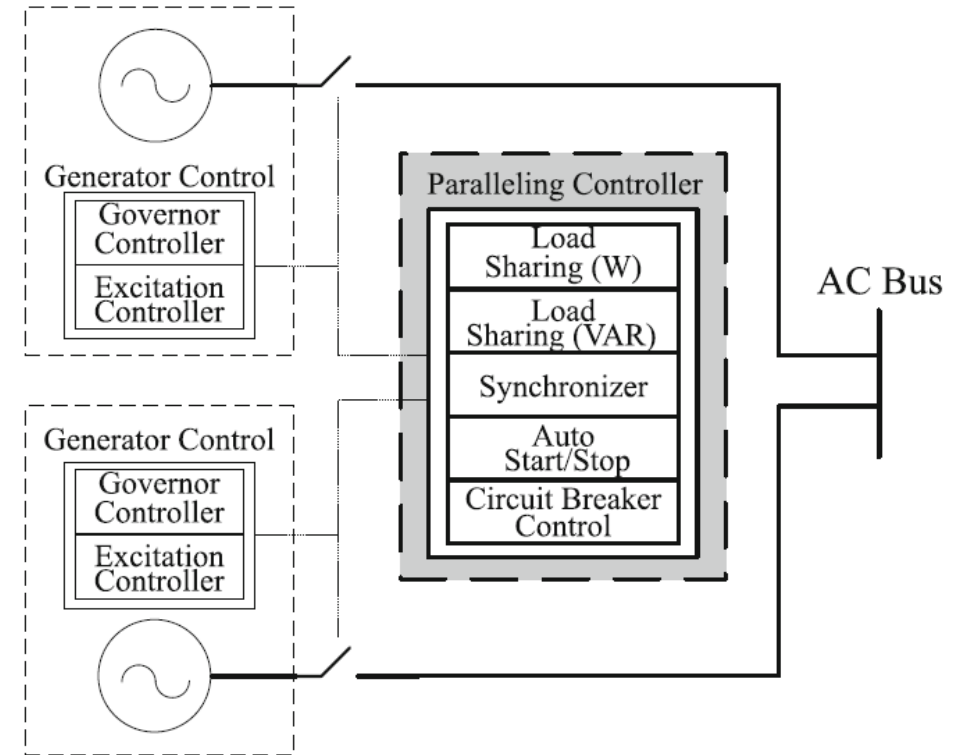 Generator Control
Governor
Controller
Excitation
Controller
Paralleling Controller
Load
Sharing (W)
Load
Sharing (VAR)
Synchronizer
Auto
Start/Stop
Circuit Breaker
Control
AC Bus
Generator Control
Governor
Controller
Excitation
Controller